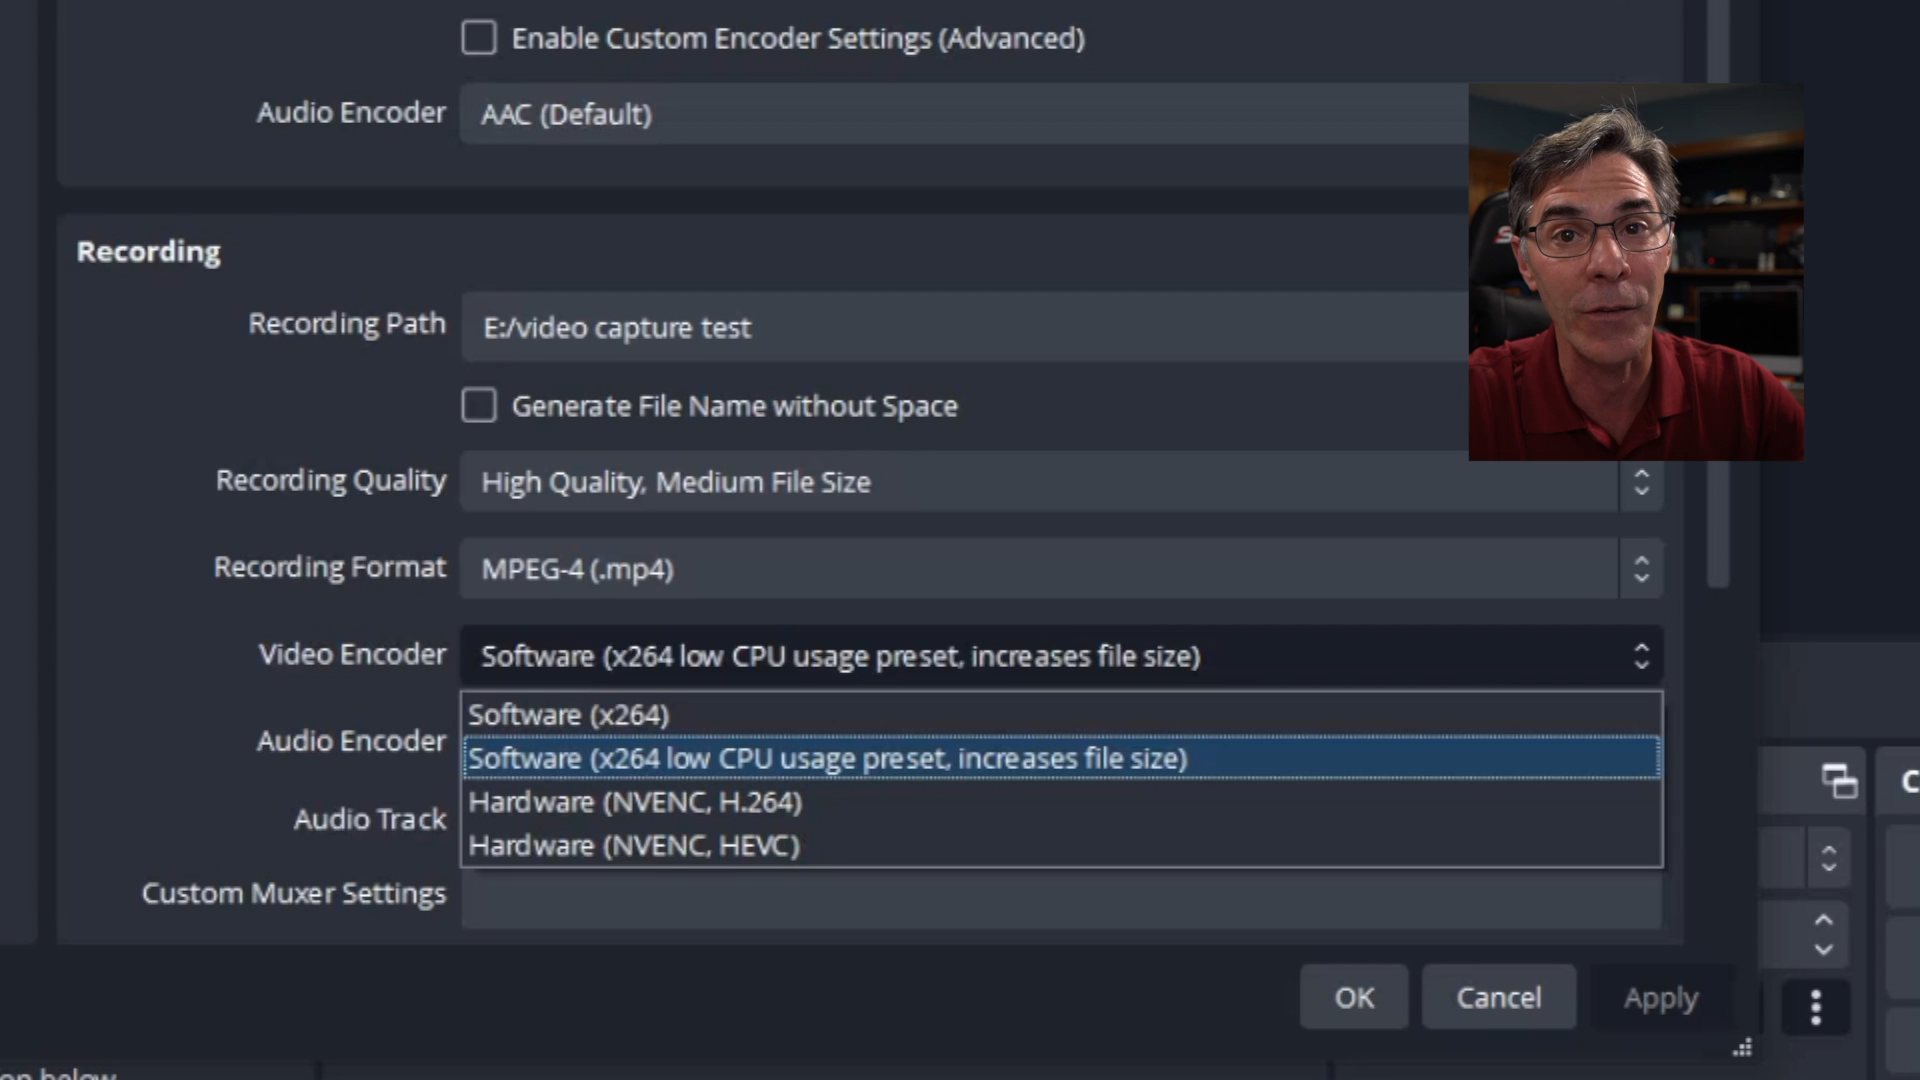 Enable Custom Encoder Settings (Advanced)
Audio Encoder AAC (Default)
Recording
Recording Path E:/video capture test
Generate File Name without Space
Recording Quality High Quality, Medium File Size
Recording Format MPEG-4 (.mp4)
Video Encoder Software (x264 low CPU usage preset, increases file size)
Software (x264)
Audio Encoder
Software (x264 low CPU usage preset, increases file size)
Hardware (NVENC, H.264)
Audio Track
Hardware (NVENC, HEVC)
Custom Muxer Settings
OK Cancel Apply